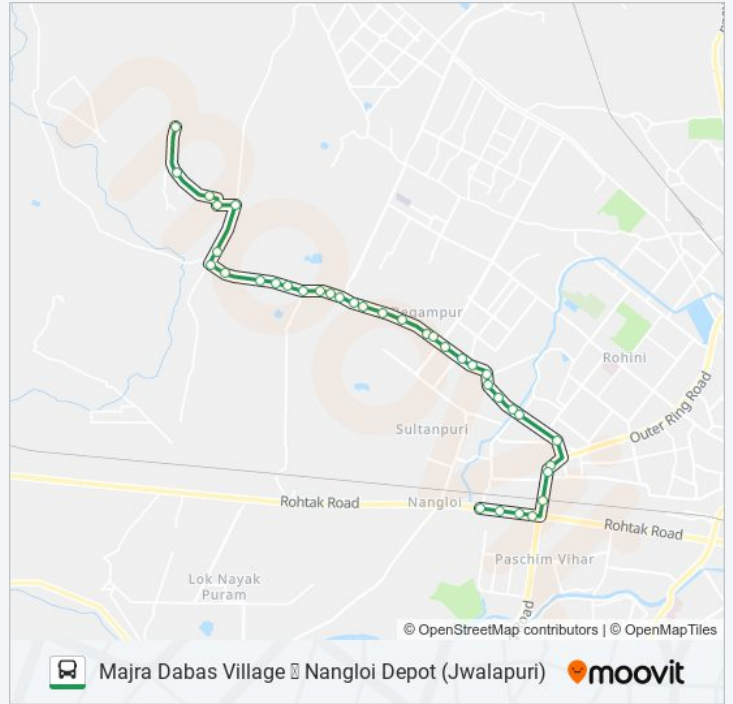 Begampur
Rohini
Outer Ring Road
Sultanpuri
Rohtak Road
Nangloi
Rohtak Road
Paschim Vihar
Lok Nayak
Puram
Road
© OpenStreetMap contributors | © OpenMapTiles
Majra Dabas Village Nangloi Depot (Jwalapuri)
moovit